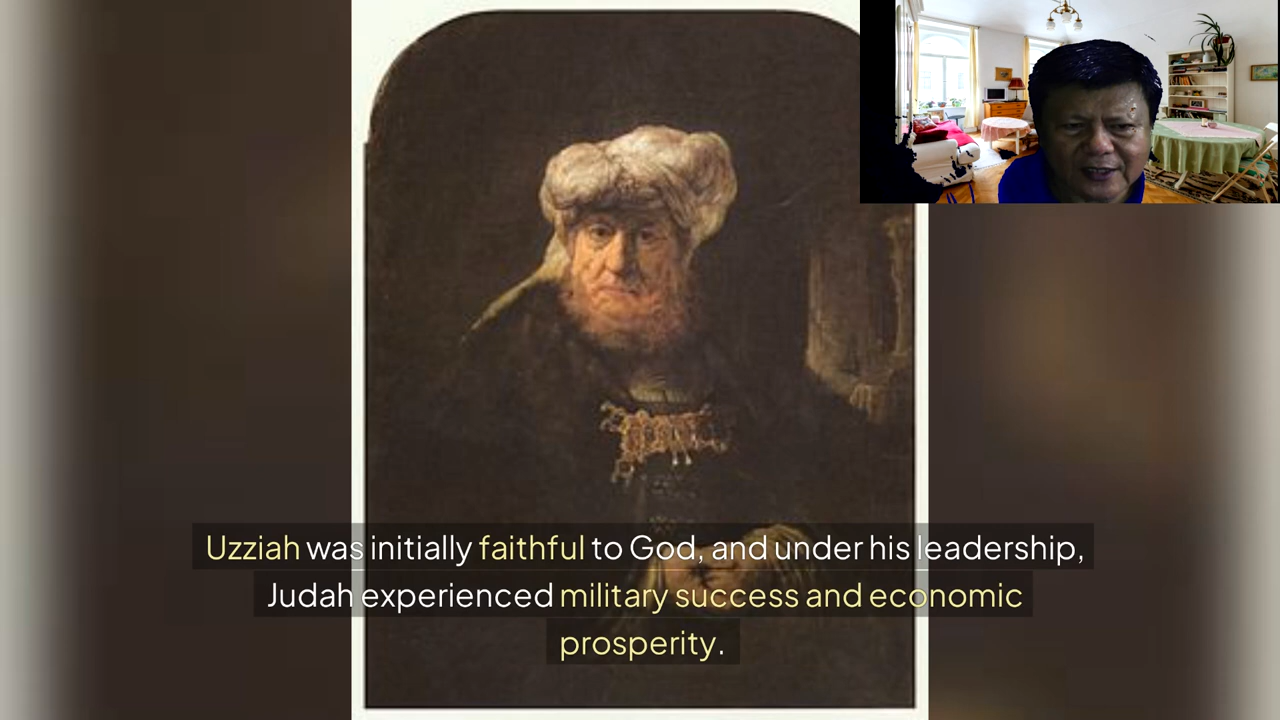 Uzziah was initially faithful to God, and under his leadership,
Judah experienced military success and economic
prosperity.